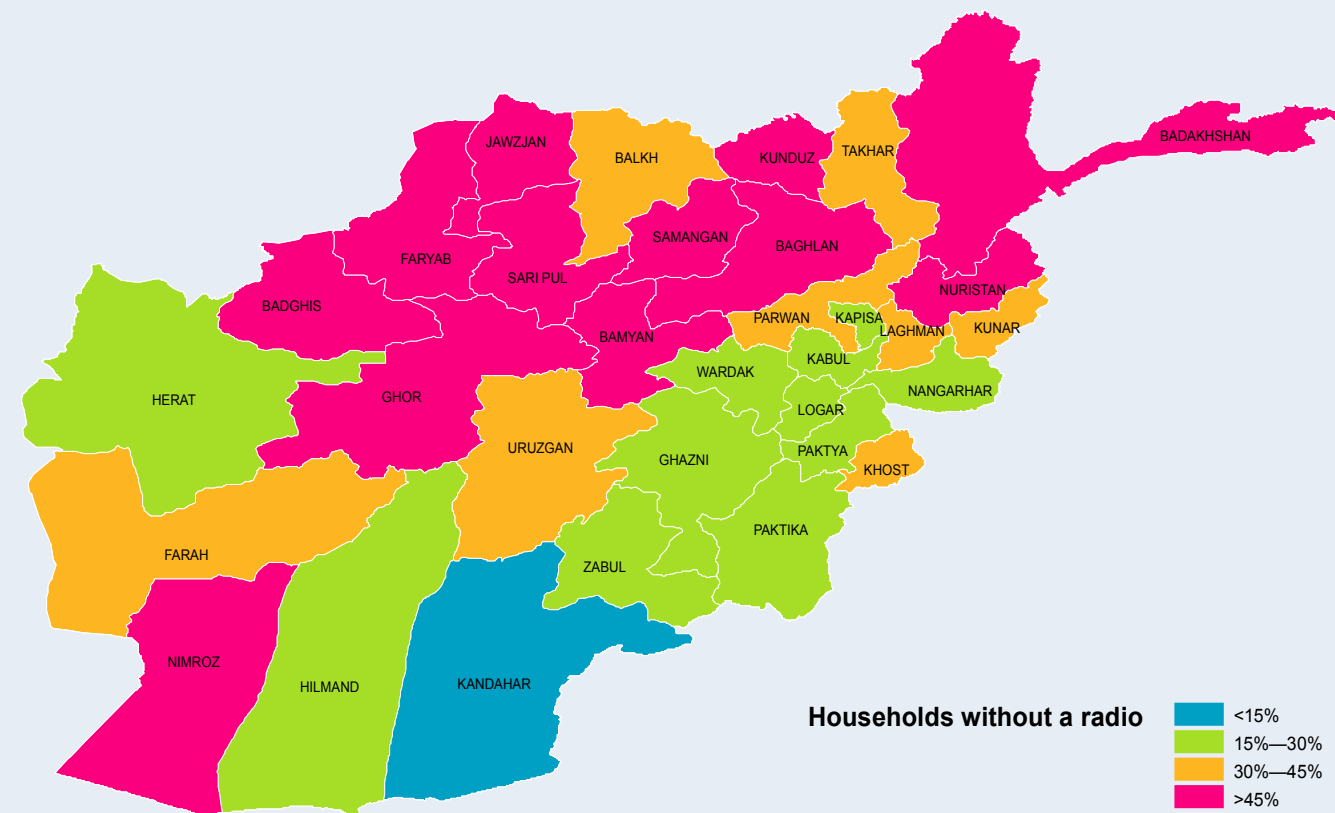 JAWZJAN
BALKH
KUNDUZ
TAKHAR
BADAKHSHAN
FARYAB
SARI PUL
SAMANGAN
BAGHLAN
BADGHIS
NURISTAN
BAMYAN
PARWAN
KAPISA
LAGHMAN
KUNAR
HERAT
GHOR
WARDAK
KABUL
NANGARHAR
LOGAR
URUZGAN
GHAZNI
PAKTYA
KHOST
FARAH
ZABUL
PAKTIKA
NIMROZ
HILMAND
KANDAHAR
Households without a radio
<15%
15%—30%
30%—45%
>45%